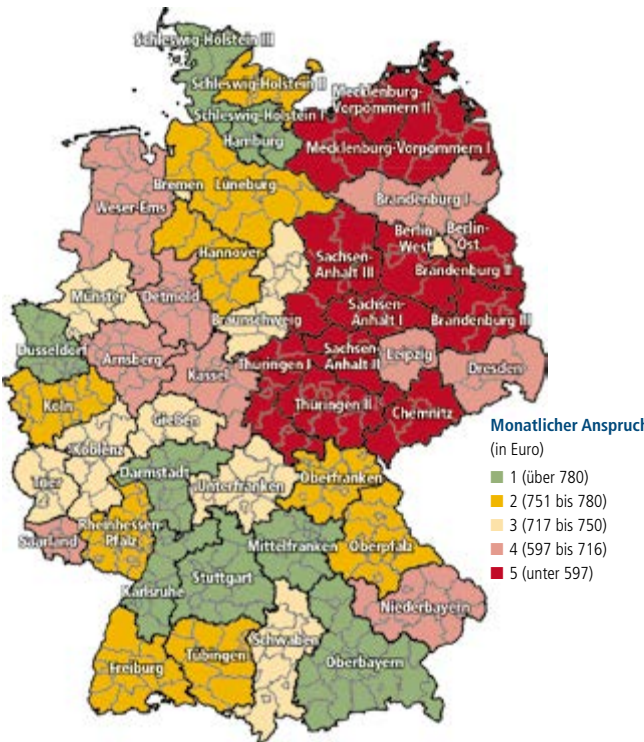 Schleswig-Holstein III
Schleswig-Holstein II
Mecklenburg-
Vorpommern II
Schleswig-Holstein I
Hamburg
Mecklenburg-Vorpommern I
Bremen
Lüneburg
Brandenburg I
Weser-Ems
Berlin-
West
Berlin-
Ost
Hannover
Sachsen-
Anhalt III
Brandenburg II
Münster
Detmold
Braunschweig
Sachsen-
Anhalt I
Brandenburg III
Düsseldorf
Arnsberg
Kassel
Thüringen I
Sachsen-
Anhalt II
Leipzig
Dresden
Köln
Gießen
Thüringen II
Chemnitz
Koblenz
Monatlicher Anspruch
(in Euro)
1 (über 780)
2 (751 bis 780)
3 (717 bis 750)
4 (597 bis 716)
5 (unter 597)
Trier
Darmstadt
Unterfranken
Oberfranken
Saarland
Rheinhessen-
Pfalz
Mittelfranken
Oberpfalz
Karlsruhe
Stuttgart
Niederbayern
Schwaben
Freiburg
Tübingen
Oberbayern